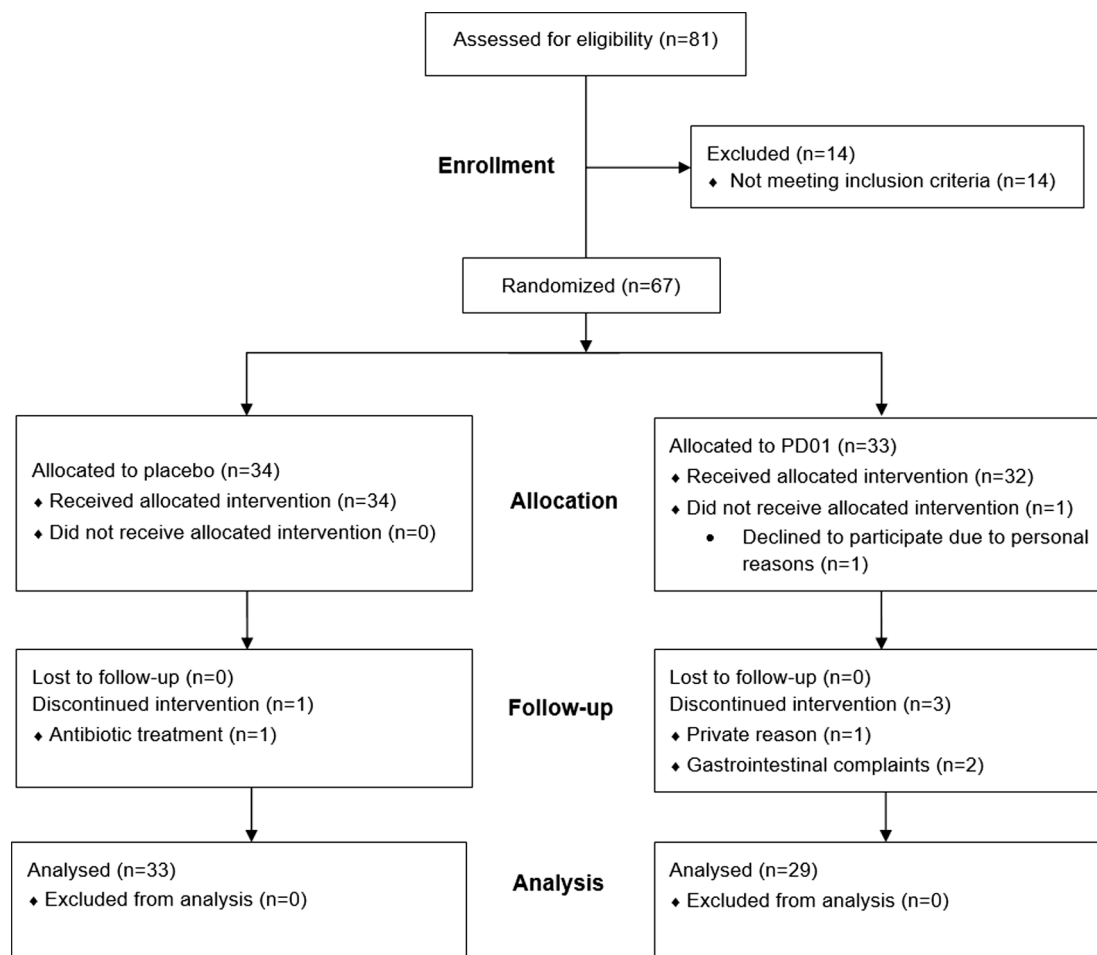 Assessed for eligibility (n=81)
Enrollment
Excluded (n=14)
♦ Not meeting inclusion criteria (n=14)
Randomized (n=67)
Allocated to placebo (n=34)
♦ Received allocated intervention (n=34)
♦ Did not receive allocated intervention (n=0)
Allocation
Allocated to PD01 (n=33)
♦ Received allocated intervention (n=32)
♦ Did not receive allocated intervention (n=1)
• Declined to participate due to personal
reasons (n=1)
Lost to follow-up (n=0)
Discontinued intervention (n=1)
♦ Antibiotic treatment (n=1)
Follow-up
Lost to follow-up (n=0)
Discontinued intervention (n=3)
♦ Private reason (n=1)
♦ Gastrointestinal complaints (n=2)
Analysed (n=33)
♦ Excluded from analysis (n=0)
Analysis
Analysed (n=29)
♦ Excluded from analysis (n=0)